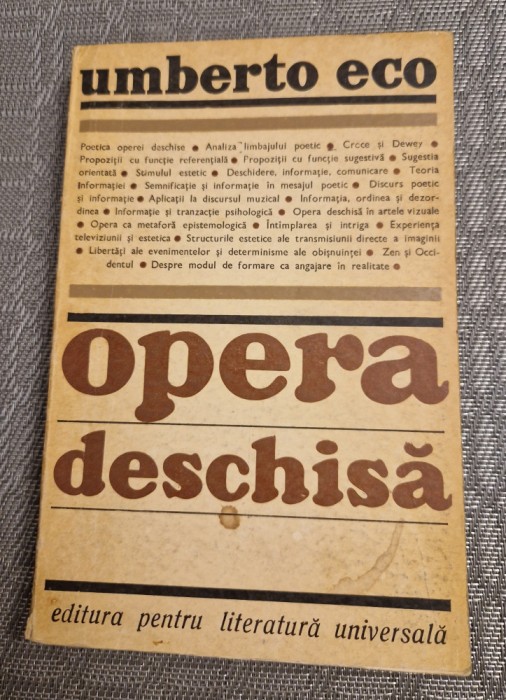 umberto eco
Poetica operei deschise ● Analiza limbajului poetic ● Croce și Dewey ●
Propoziții cu funcție referențială ● Propoziții cu funcție sugestivă ● Sugestia
orientată ● Stimulul estetic ● Deschidere, informație, comunicare ● Teoria
Informației ● Semnificație și informație în mesajul poetic ● Discurs poetic
și informație ● Aplicații la discursul muzical ● Informația, ordinea și dezor-
dinea ● Informație și tranzacție psihologică ● Opera deschisă în artele vizuale
● Opera ca metaforă epistemologică ● Întîmplarea și intriga ● Experiența
televiziunii și estetica ● Structurile estetice ale transmisiunii directe a imaginii
● Libertăți ale evenimentelor și determinisme ale obișnuinței ● Zen și Occi-
dentul ● Despre modul de formare ca angajare în realitate ●
opera
deschisă
editura pentru literatură universală